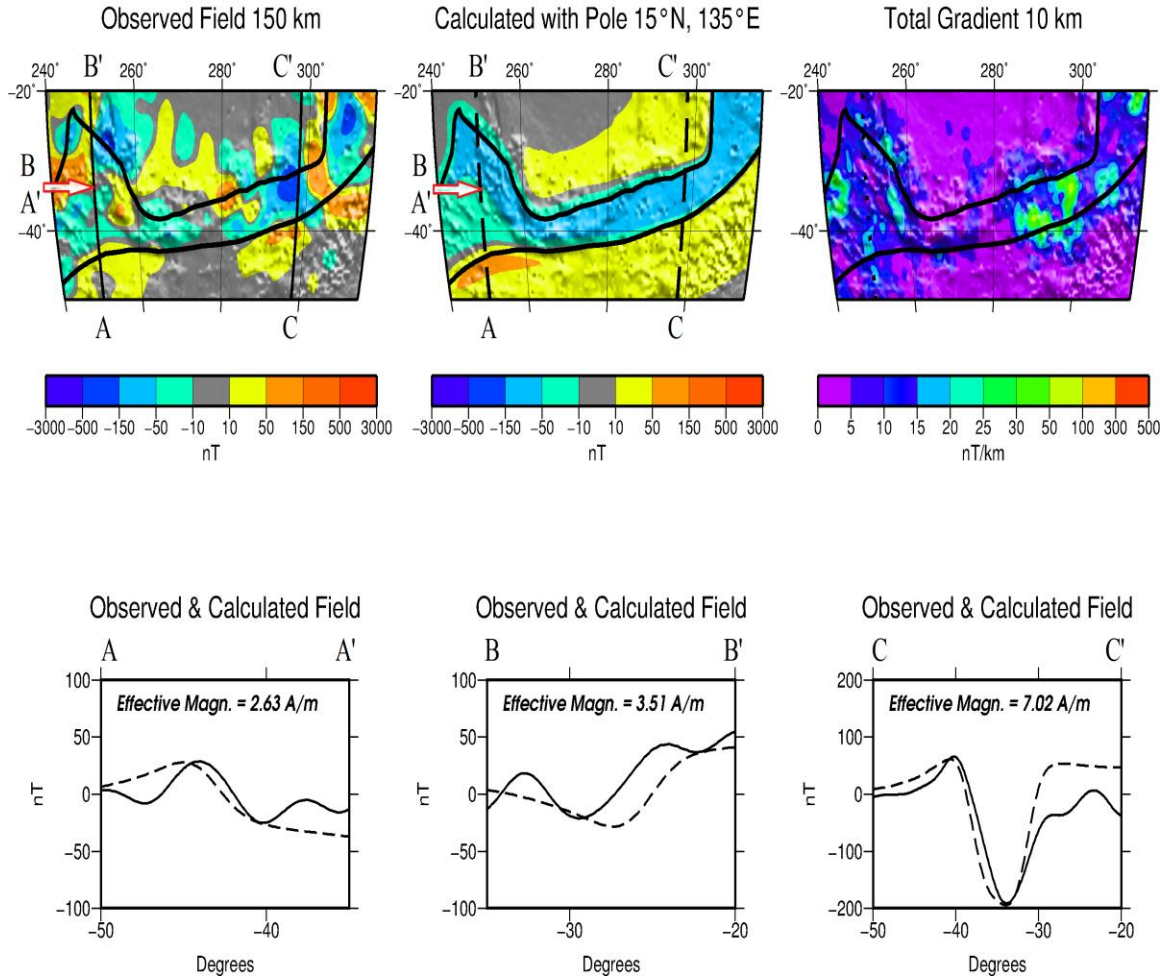 Observed Field 150 km
Calculated with Pole 15°N, 135°E
Total Gradient 10 km
B' C'
240° 260° 280° 300°
B' C'
240° 260° 280° 300°
240° 260° 280° 300°
−20°
−40°
B
A'
A C
−20°
−40°
B
A'
A C
−20°
−40°
−3000 −500 −150 −50 −10 10 50 150 500 3000
nT
−3000 −500 −150 −50 −10 10 50 150 500 3000
nT
0 5 10 15 20 25 30 50 100 300 500
nT/km
Observed & Calculated Field
A A'
Effective Magn. = 2.63 A/m
100
50
0
−50
−100
nT
−50 −40
Degrees
Observed & Calculated Field
B B'
Effective Magn. = 3.51 A/m
100
50
0
−50
−100
nT
−30 −20
Degrees
Observed & Calculated Field
C C'
Effective Magn. = 7.02 A/m
200
100
0
−100
−200
nT
−50 −40 −30 −20
Degrees